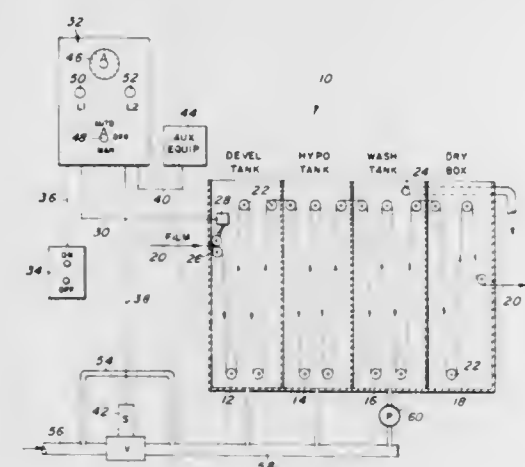 32
46
A
50
52
L1
L2
44
10
AUTO
48
OFF
MAN
AUX
EQUIP
DEVEL
TANK
HYPO
TANK
WASH
TANK
DRY
BOX
22
24
28
36
30
40
FILM
20
26
34
ON
OFF
38
20
22
54
42
S
12
14
16
18
P
60
56
V
58